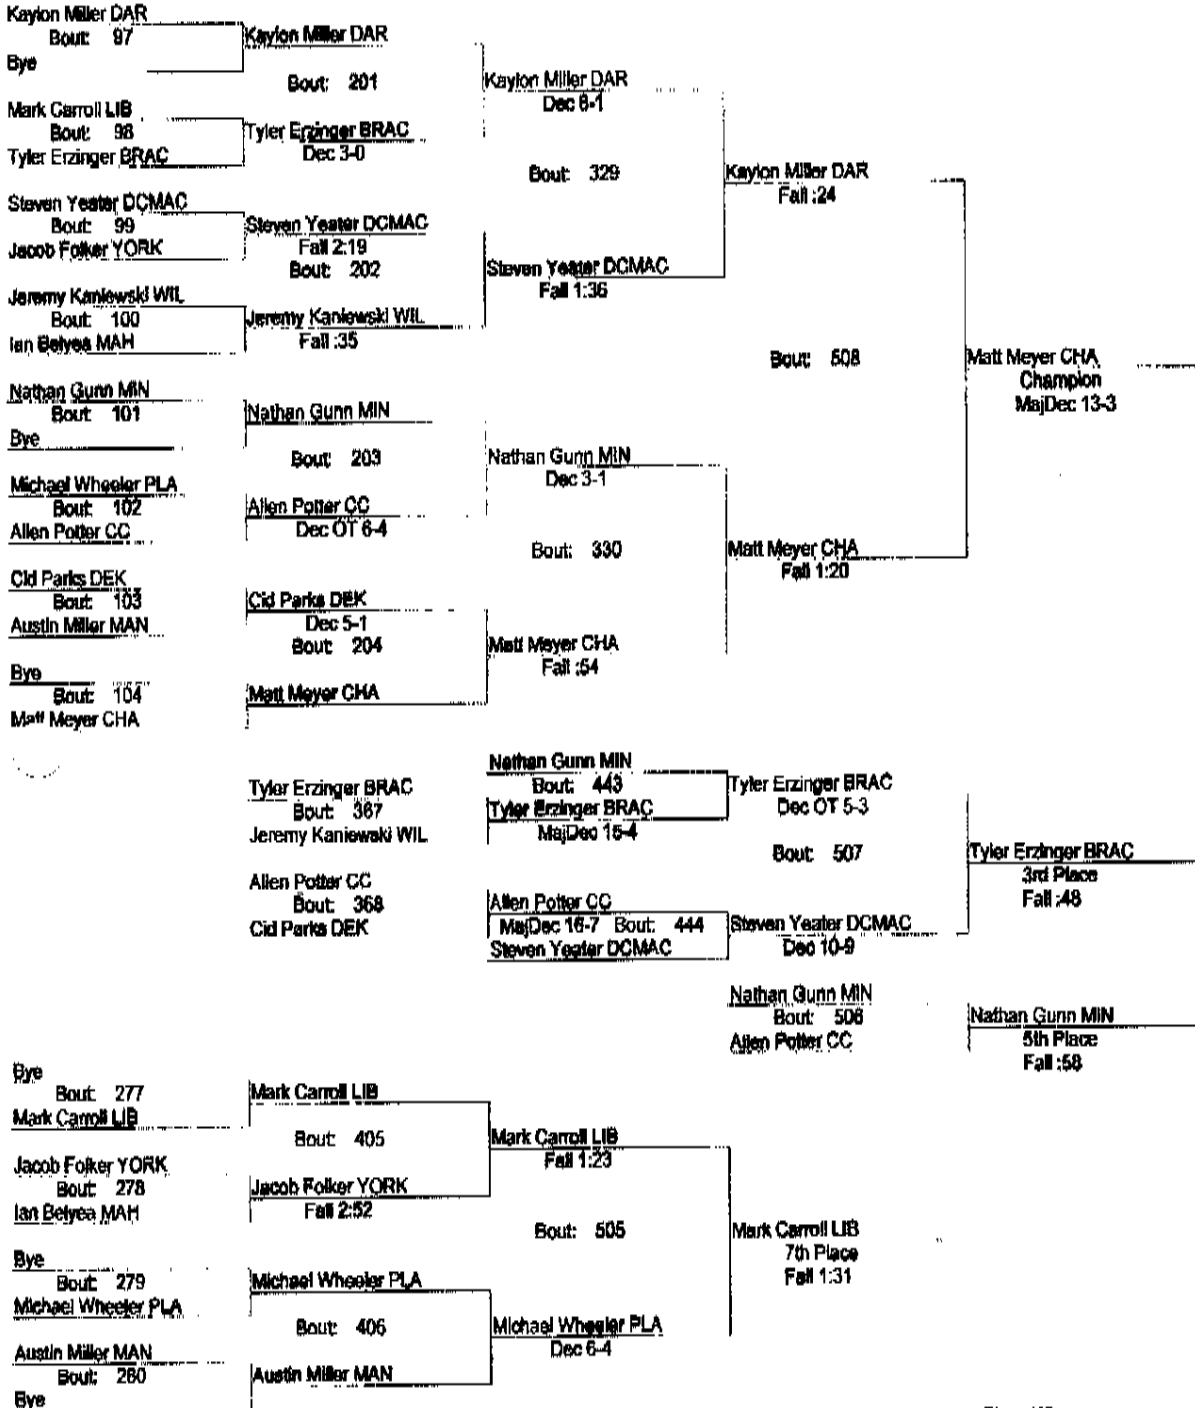 Kaylon Miller DAR
Bout: 97
Bye
Mark Carroll LIB
Bout: 98
Tyler Erzinger BRAC
Steven Yeater DCMAC
Bout: 99
Jacob Folker YORK
Jeremy Kaniewski WIL
Bout: 100
Ian Belyea MAH
Nathan Gunn MIN
Bout: 101
Bye
Michael Wheeler PLA
Bout: 102
Allen Potter CC
Cid Parks DEK
Bout: 103
Austin Miller MAN
Bye
Bout: 104
Matt Meyer CHA
Kaylon Miller DAR
Bout: 201
Tyler Erzinger BRAC
Dec 3-0
Steven Yeater DCMAC
Fall 2:19
Bout: 202
Jeremy Kaniewski WIL
Fall :35
Nathan Gunn MIN
Bout: 203
Allen Potter CC
Dec OT 6-4
Cid Parks DEK
Dec 5-1
Bout: 204
Matt Meyer CHA
Kaylon Miller DAR
Dec 6-1
Bout: 329
Steven Yeater DCMAC
Fall 1:36
Nathan Gunn MIN
Dec 3-1
Bout: 330
Matt Meyer CHA
Fall :54
Kaylon Miller DAR
Fall :24
Bout: 508
Matt Meyer CHA
Fall 1:20
Matt Meyer CHA
Champion
MajDec 13-3
Tyler Erzinger BRAC
Bout: 367
Jeremy Kaniewski WIL
Allen Potter CC
Bout: 368
Cid Parks DEK
Nathan Gunn MIN
Bout: 443
Tyler Erzinger BRAC
MajDec 15-4
Allen Potter CC
MajDec 16-7 Bout: 444
Steven Yeater DCMAC
Tyler Erzinger BRAC
Dec OT 5-3
Bout: 507
Steven Yeater DCMAC
Dec 10-9
Tyler Erzinger BRAC
3rd Place
Fall :48
Nathan Gunn MIN
Bout: 506
Allen Potter CC
Nathan Gunn MIN
5th Place
Fall :58
Bye
Bout: 277
Mark Carroll LIB
Jacob Folker YORK
Bout: 278
Ian Belyea MAH
Bye
Bout: 279
Michael Wheeler PLA
Austin Miller MAN
Bout: 280
Bye
Mark Carroll LIB
Bout: 405
Jacob Folker YORK
Fall 2:52
Michael Wheeler PLA
Bout: 406
Austin Miller MAN
Mark Carroll LIB
Fall 1:23
Bout: 505
Michael Wheeler PLA
Dec 6-4
Mark Carroll LIB
7th Place
Fall 1:31